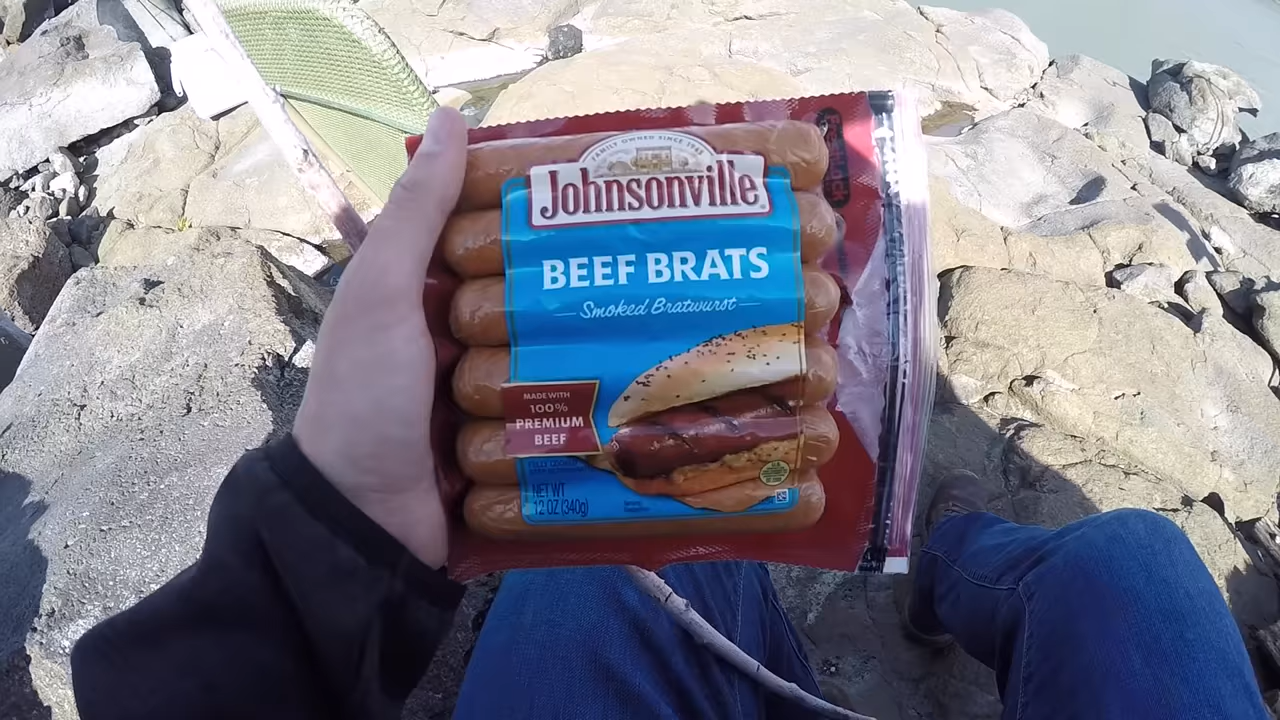 FAMILY OWNED SINCE 1945
Johnsonville
BEEF BRATS
Smoked Bratwurst
MADE WITH
100%
PREMIUM
BEEF
NET WT
12 OZ (340g)